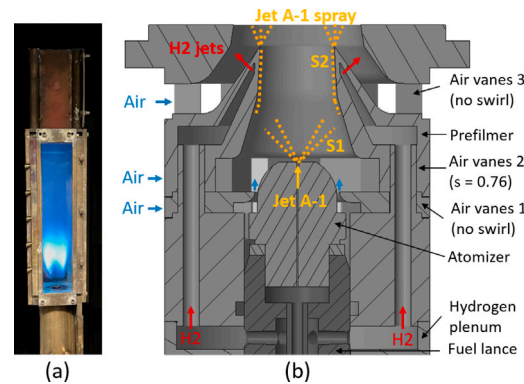 Jet A-1 spray
H2 jets
S2
Air
Air vanes 3
(no swirl)
Prefilmer
S1
Air
Air vanes 2
(s = 0.76)
Air
Jet A-1
Air vanes 1
(no swirl)
Atomizer
H2
H2
Hydrogen
plenum
Fuel lance
(a)
(b)